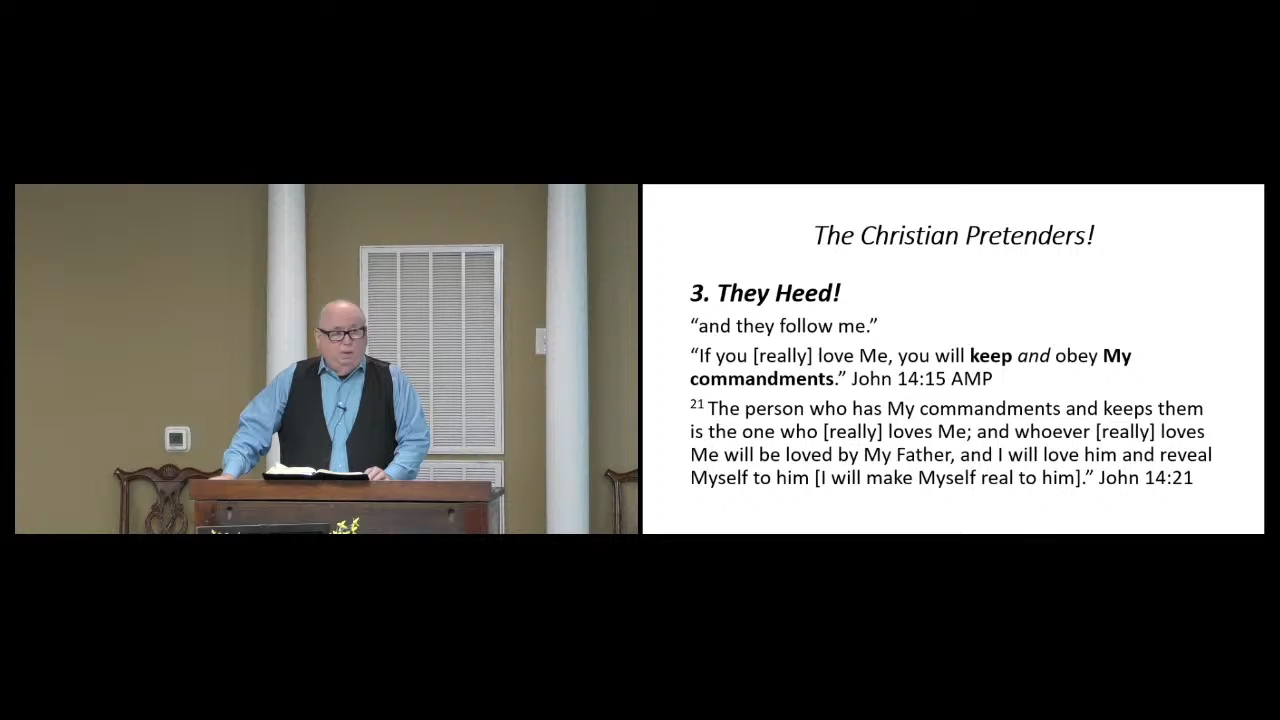 The Christian Pretenders!
3. They Heed!
“and they follow me.”
“If you [really] love Me, you will keep and obey My
commandments.” John 14:15 AMP
21 The person who has My commandments and keeps them
is the one who [really] loves Me; and whoever [really] loves
Me will be loved by My Father, and I will love him and reveal
Myself to him [I will make Myself real to him].” John 14:21